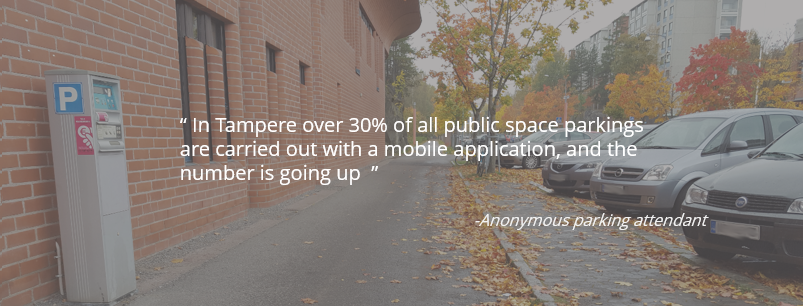 P
“ In Tampere over 30% of all public space parkings
are carried out with a mobile application, and the
number is going up ”
-Anonymous parking attendant